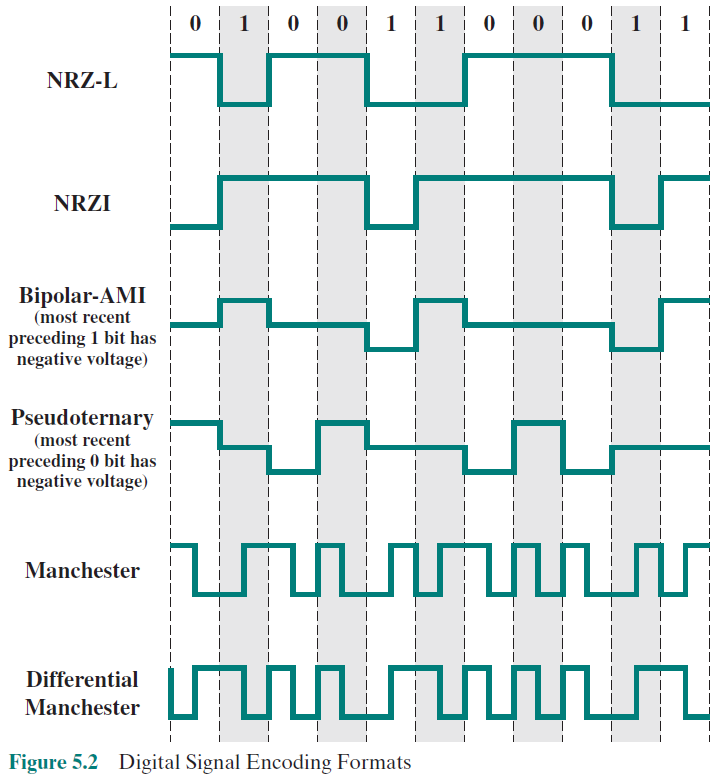 0 1 0 0 1 1 0 0 0 1 1
NRZ-L
NRZI
Bipolar-AMI
(most recent
preceding 1 bit has
negative voltage)
Pseudoternary
(most recent
preceding 0 bit has
negative voltage)
Manchester
Differential
Manchester
Figure 5.2 Digital Signal Encoding Formats